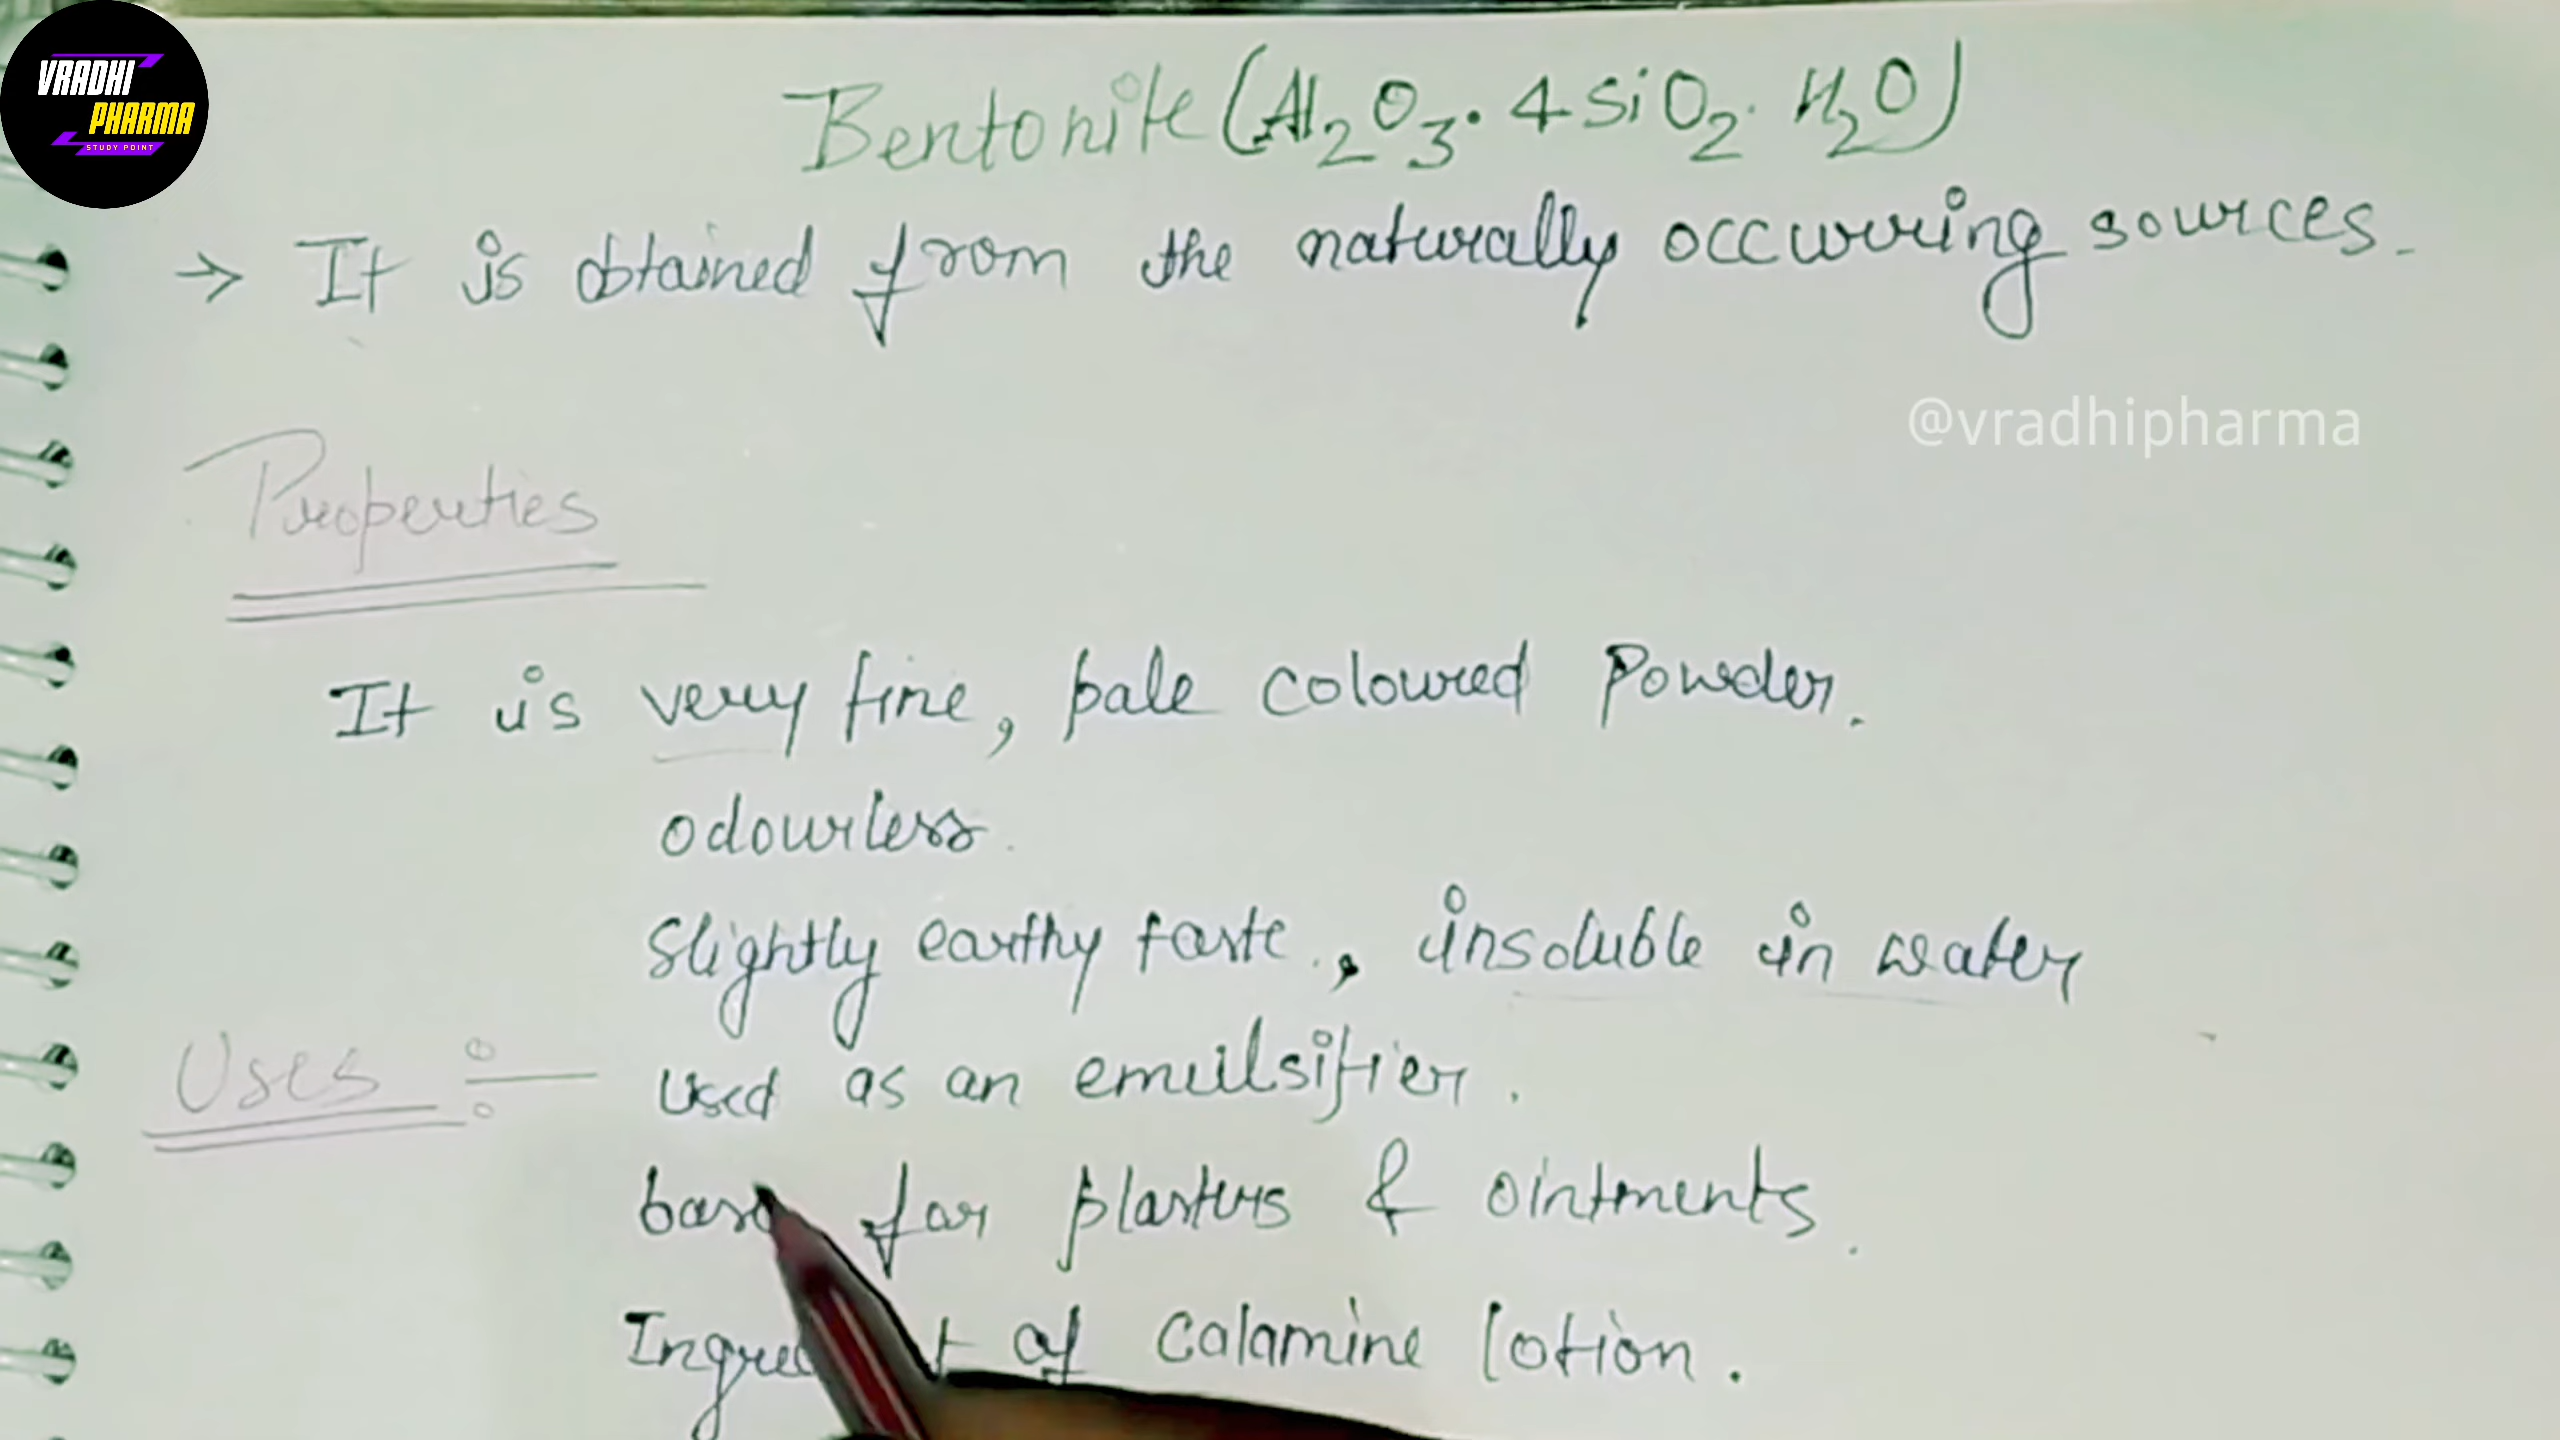 VRADHI
PHARMA
STUDY POINT
Bentonite (Al₂O₃. 4SiO₂. H₂O)
→ It is obtained from the naturally occurring sources.
@vradhipharma
Properties
It is very fine, pale coloured Powder.
odourless.
Slightly earthy taste., insoluble in water
Uses ÷ Used as an emulsifier.
base for plasters & ointments.
of calamine lotion.